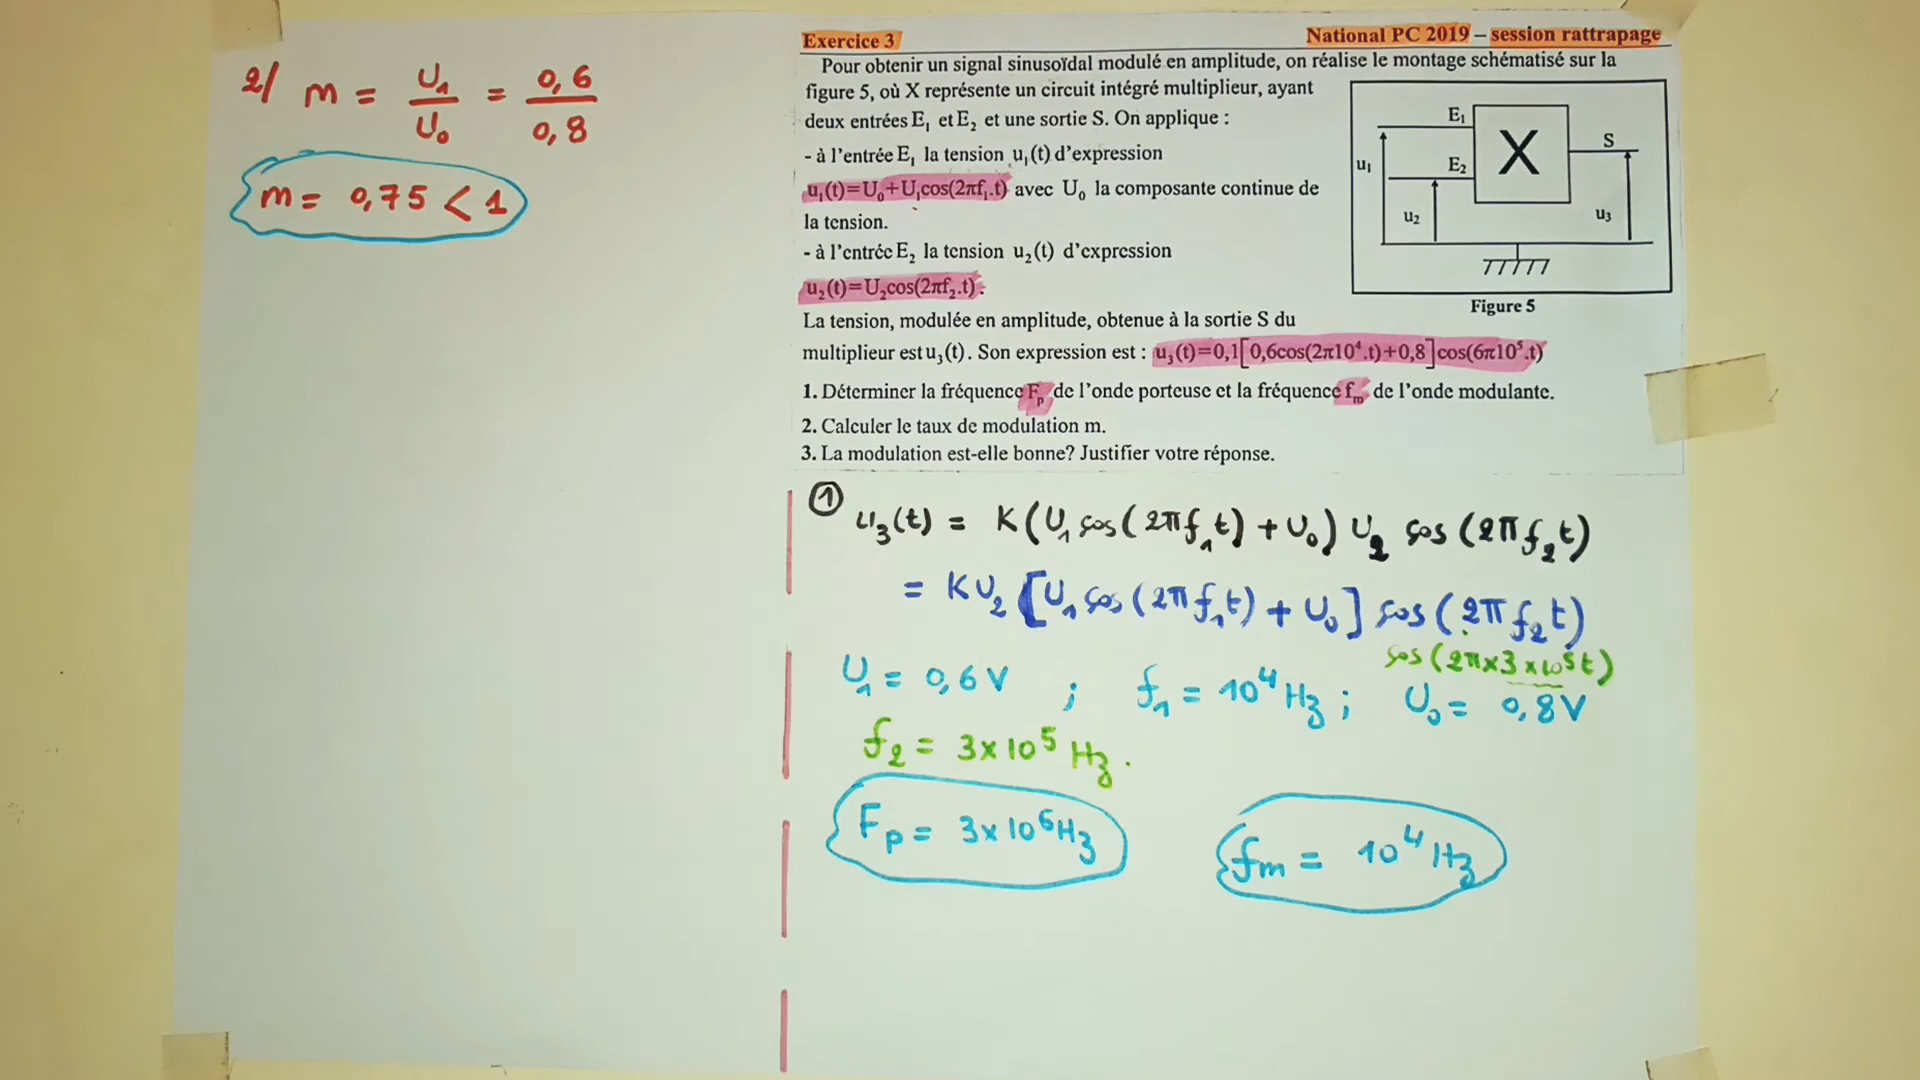 2/ m = U₁/U₀ = 0,6/0,8
m = 0,75 < 1
Exercice 3
National PC 2019 – session rattrapage
Pour obtenir un signal sinusoïdal modulé en amplitude, on réalise le montage schématisé sur la
figure 5, où X représente un circuit intégré multiplieur, ayant
deux entrées E₁ et E₂ et une sortie S. On applique :
- à l'entrée E₁ la tension u₁(t) d'expression
u₁(t)=U₀+U₁cos(2πf₁.t) avec U₀ la composante continue de
la tension.
- à l'entrée E₂ la tension u₂(t) d'expression
u₂(t)=U₂cos(2πf₂.t).
E₁
X
S
u₁
E₂
u₂
u₃
Figure 5
La tension, modulée en amplitude, obtenue à la sortie S du
multiplieur est u₃(t). Son expression est : u₃(t)=0,1[0,6cos(2π10⁴.t)+0,8]cos(6π10⁵.t)
1. Déterminer la fréquence Fₚ de l'onde porteuse et la fréquence fₘ de l'onde modulante.
2. Calculer le taux de modulation m.
3. La modulation est-elle bonne? Justifier votre réponse.
① u₃(t) = K(U₁ cos(2πf₁t) + U₀) U₂ cos(2πf₂t)
= KU₂ [U₁ cos(2πf₁t) + U₀] cos(2πf₂t)
cos(2π×3×10⁵t)
U₁ = 0,6V ; f₁ = 10⁴ Hz ; U₀ = 0,8V
f₂ = 3×10⁵ Hz.
Fp = 3×10⁵Hz
fm = 10⁴ Hz